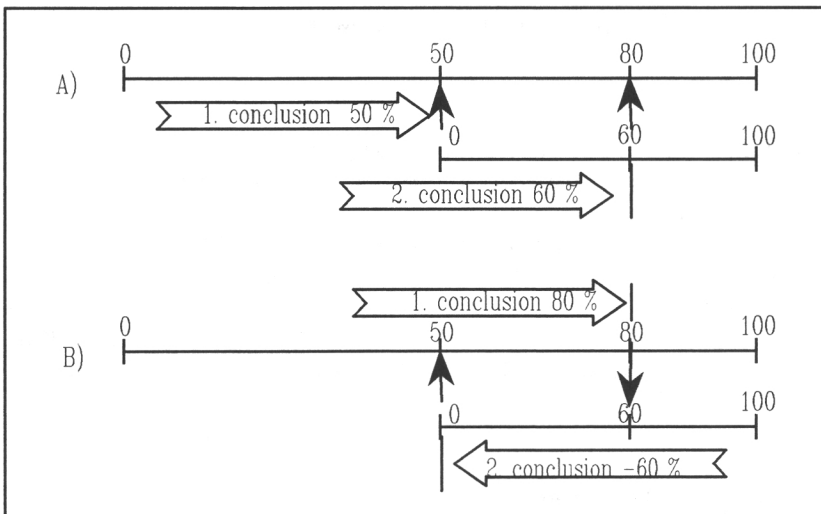 0 50 80 100
A)
1. conclusion 50 %
0 60 100
2. conclusion 60 %
1. conclusion 80 %
0 50 80 100
B)
0 60 100
2. conclusion -60 %